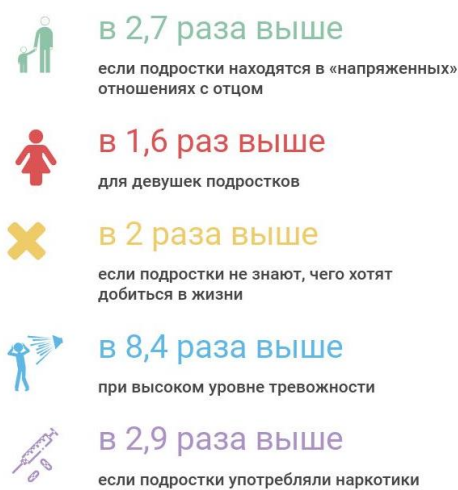 в 2,7 раза выше
если подростки находятся в «напряженных»
отношениях с отцом
в 1,6 раз выше
для девушек подростков
в 2 раза выше
если подростки не знают, чего хотят
добиться в жизни
в 8,4 раза выше
при высоком уровне тревожности
в 2,9 раза выше
если подростки употребляли наркотики